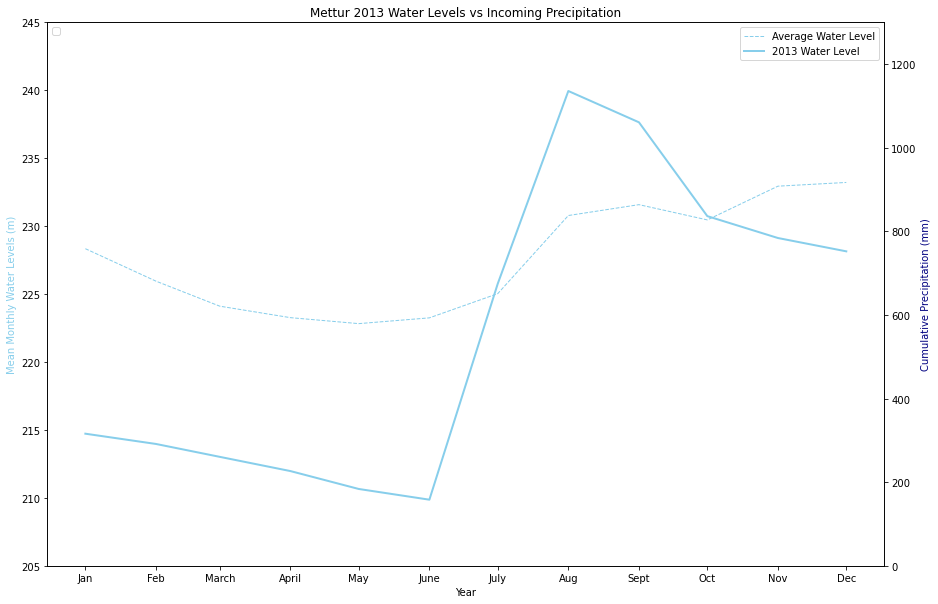 Mettur 2013 Water Levels vs Incoming Precipitation
Average Water Level
2013 Water Level
Mean Monthly Water Levels (m)
245
240
235
230
225
220
215
210
205
Cumulative Precipitation (mm)
1200
1000
800
600
400
200
0
Jan Feb March April May June July Aug Sept Oct Nov Dec
Year